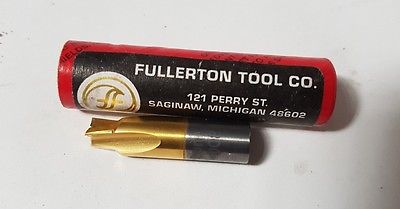 FULLERTON TOOL CO.
121 PERRY ST.
SAGINAW, MICHIGAN 48602